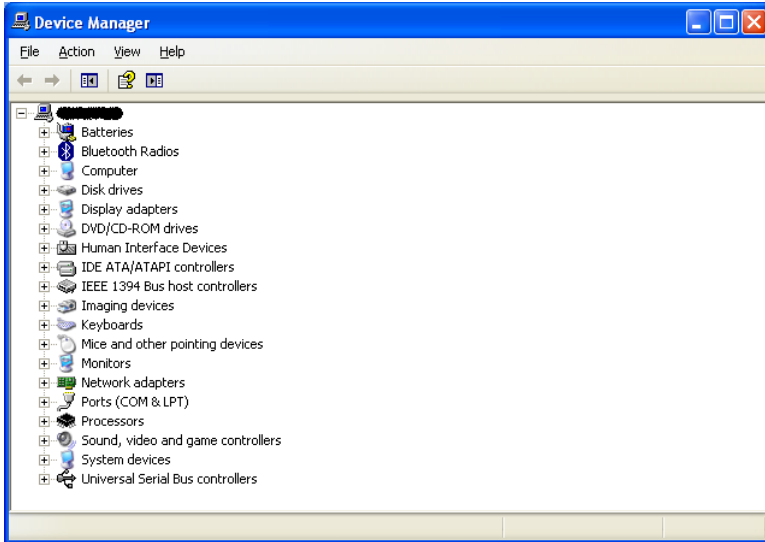 Device Manager
File Action View Help
Batteries
Bluetooth Radios
Computer
Disk drives
Display adapters
DVD/CD-ROM drives
Human Interface Devices
IDE ATA/ATAPI controllers
IEEE 1394 Bus host controllers
Imaging devices
Keyboards
Mice and other pointing devices
Monitors
Network adapters
Ports (COM & LPT)
Processors
Sound, video and game controllers
System devices
Universal Serial Bus controllers